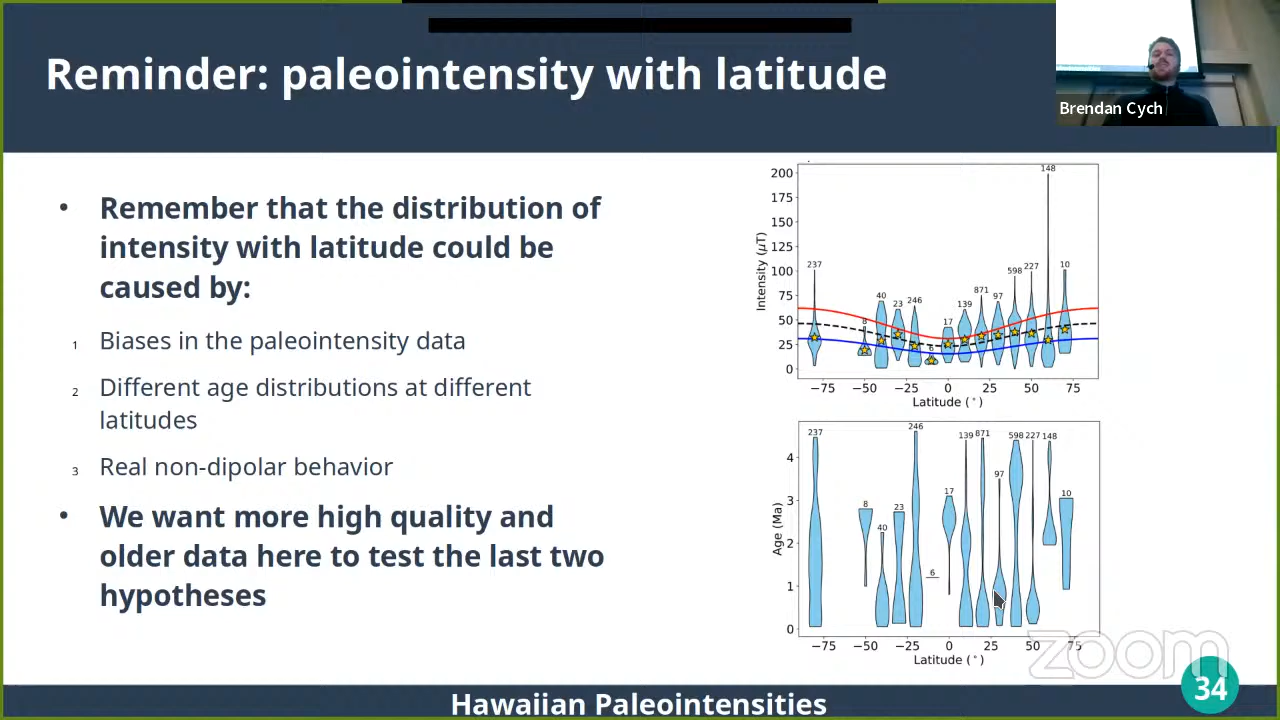 Reminder: paleointensity with latitude
Brendan Cych
• Remember that the distribution of
intensity with latitude could be
caused by:
1 Biases in the paleointensity data
2 Different age distributions at different
latitudes
3 Real non-dipolar behavior
• We want more high quality and
older data here to test the last two
hypotheses
Intensity (μT)
200
175
150
125
100
75
50
25
0
237
8
40
23
246
6
17
139
871
97
598
227
148
10
−75 −50 −25 0 25 50 75
Latitude (°)
Age (Ma)
4
3
2
1
0
237
8
40
23
246
6
17
139
871
97
598
227
148
10
−75 −50 −25 0 25 50 75
Latitude (°)
zoom
34
Hawaiian Paleointensities